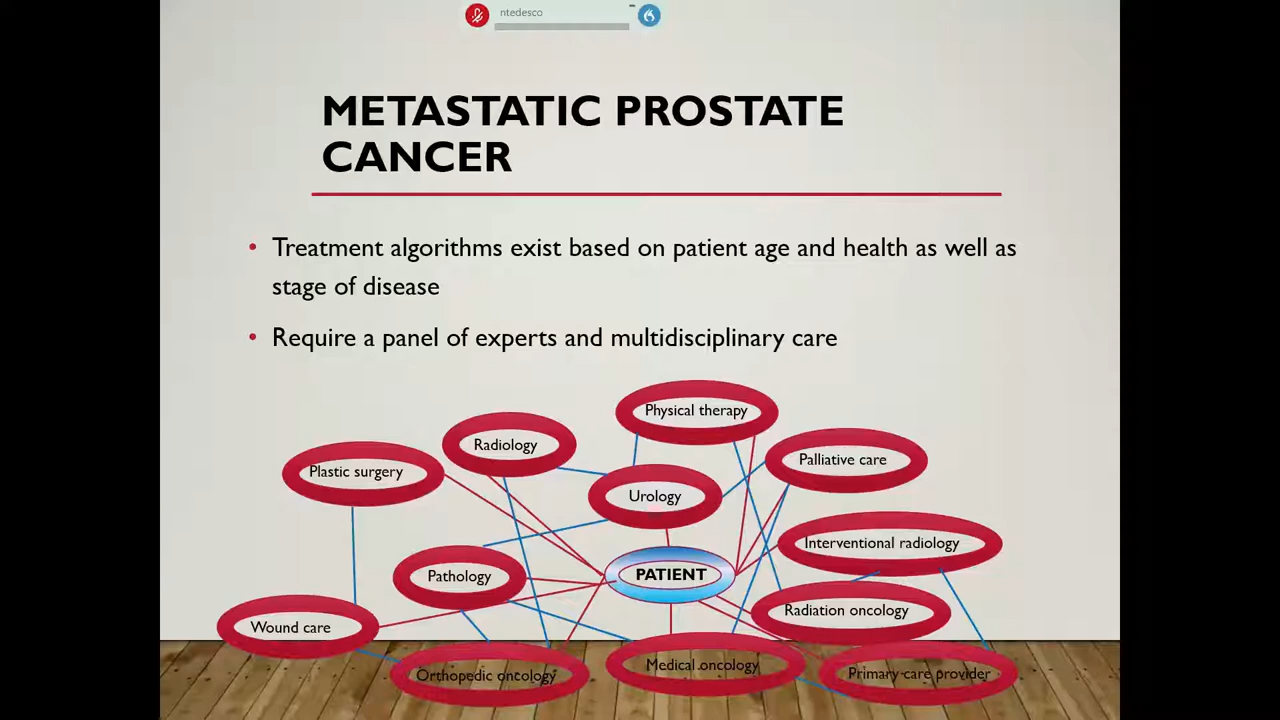 ntedesco
METASTATIC PROSTATE
CANCER
• Treatment algorithms exist based on patient age and health as well as
stage of disease
• Require a panel of experts and multidisciplinary care
Physical therapy
Radiology
Palliative care
Plastic surgery
Urology
Interventional radiology
Pathology
PATIENT
Radiation oncology
Wound care
Medical oncology
Orthopedic oncology
Primary care provider